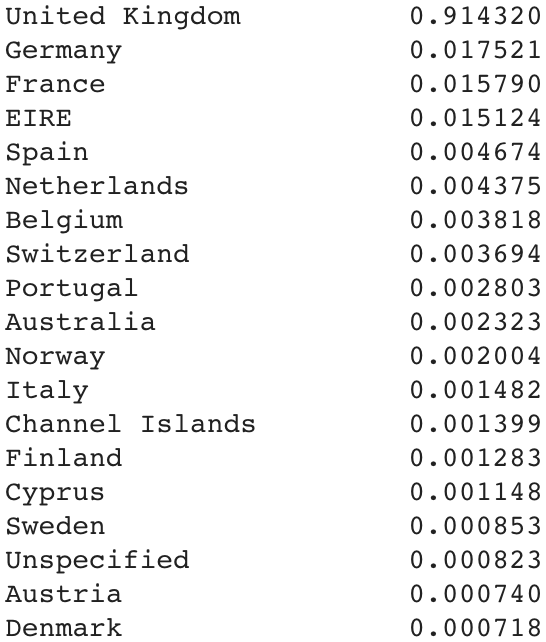 United Kingdom 0.914320
Germany 0.017521
France 0.015790
EIRE 0.015124
Spain 0.004674
Netherlands 0.004375
Belgium 0.003818
Switzerland 0.003694
Portugal 0.002803
Australia 0.002323
Norway 0.002004
Italy 0.001482
Channel Islands 0.001399
Finland 0.001283
Cyprus 0.001148
Sweden 0.000853
Unspecified 0.000823
Austria 0.000740
Denmark 0.000718